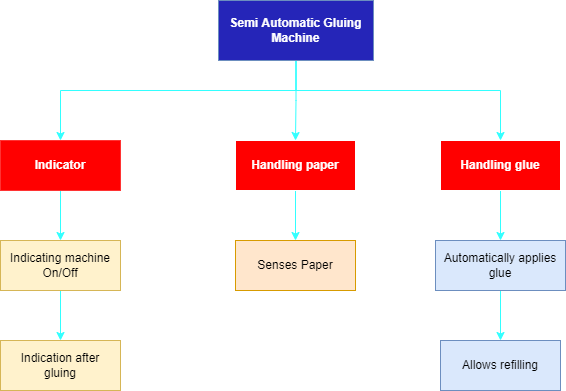 Semi Automatic Gluing
Machine
Indicator
Handling paper
Handling glue
Indicating machine
On/Off
Senses Paper
Automatically applies
glue
Indication after
gluing
Allows refilling